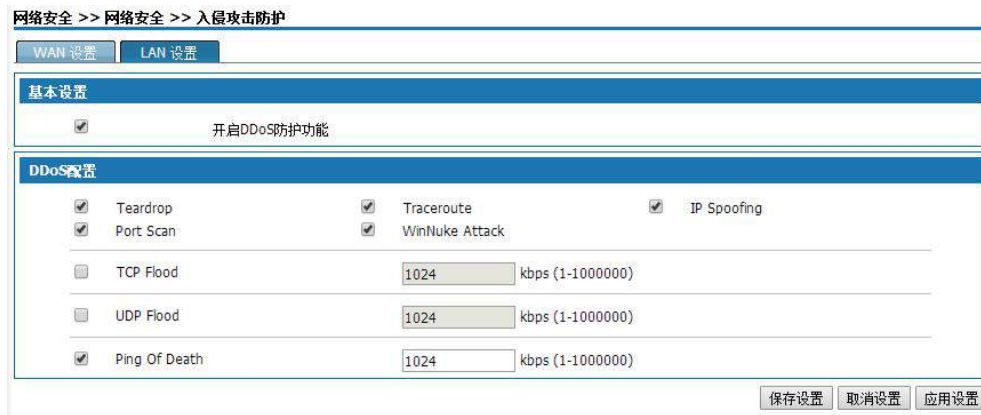 网络安全 >> 网络安全 >> 入侵攻击防护
WAN 设置 LAN 设置
基本设置
开启DDoS防护功能
DDoS配置
Teardrop Traceroute IP Spoofing
Port Scan WinNuke Attack
TCP Flood 1024 kbps (1-1000000)
UDP Flood 1024 kbps (1-1000000)
Ping Of Death 1024 kbps (1-1000000)
保存设置 取消设置 应用设置